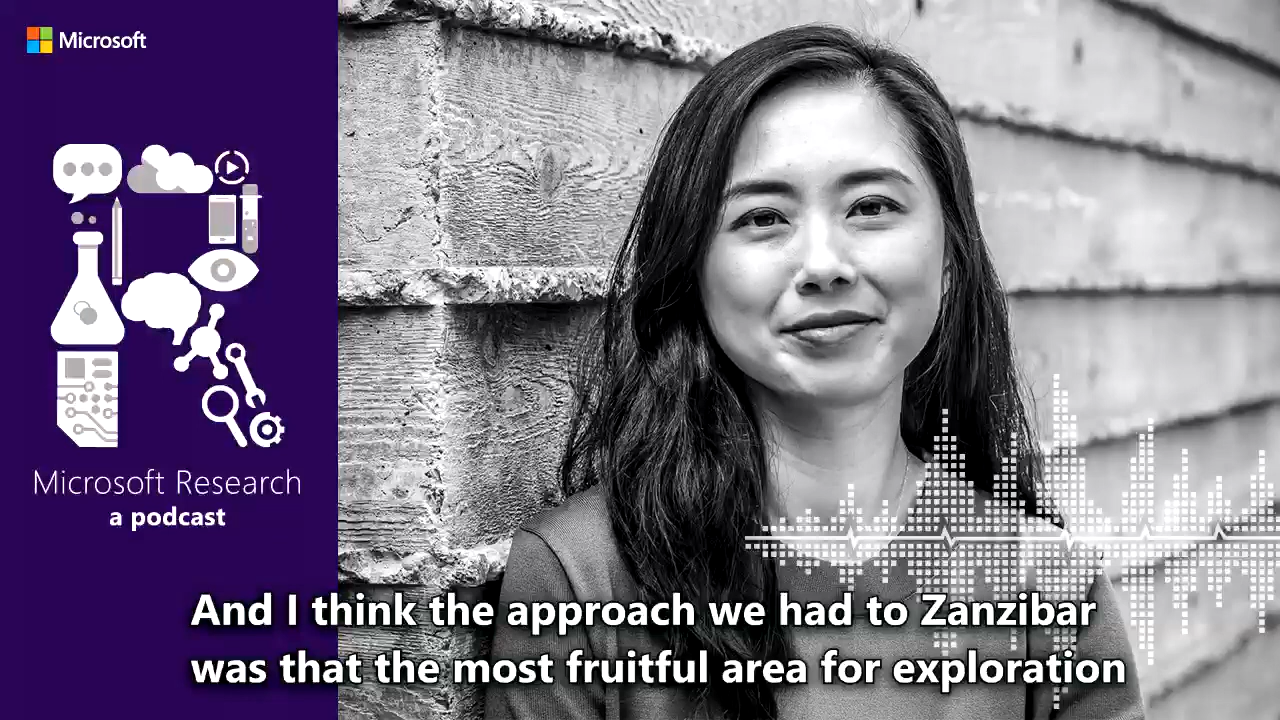 Microsoft
Microsoft Research
a podcast
And I think the approach we had to Zanzibar
was that the most fruitful area for exploration